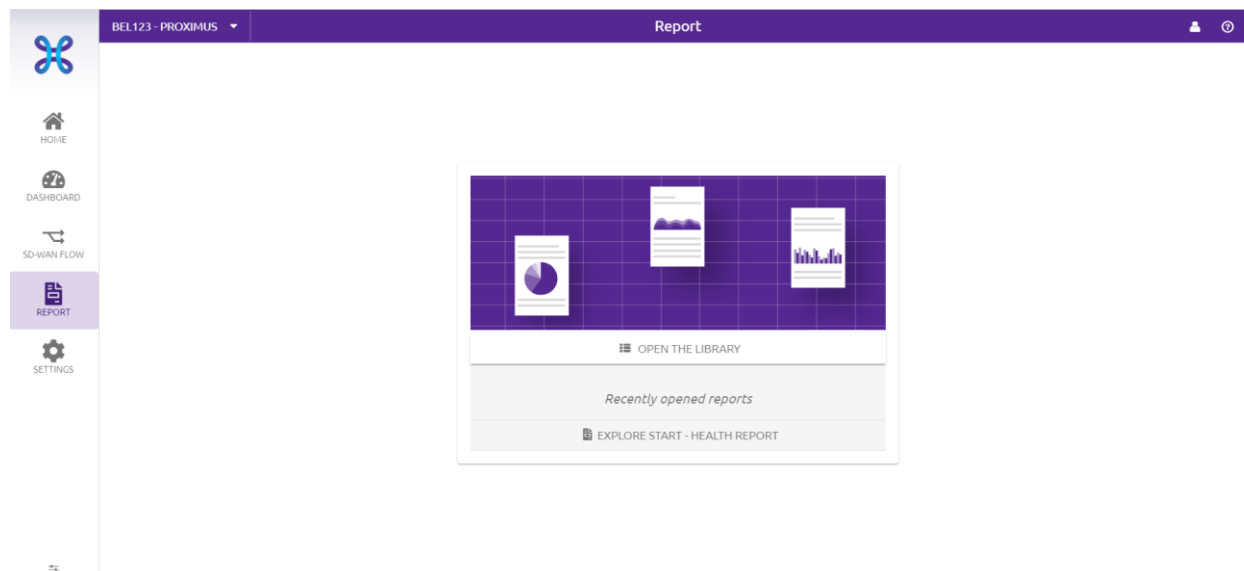 BEL123 - PROXIMUS
Report
HOME
DASHBOARD
SD-WAN FLOW
REPORT
SETTINGS
OPEN THE LIBRARY
Recently opened reports
EXPLORE START - HEALTH REPORT